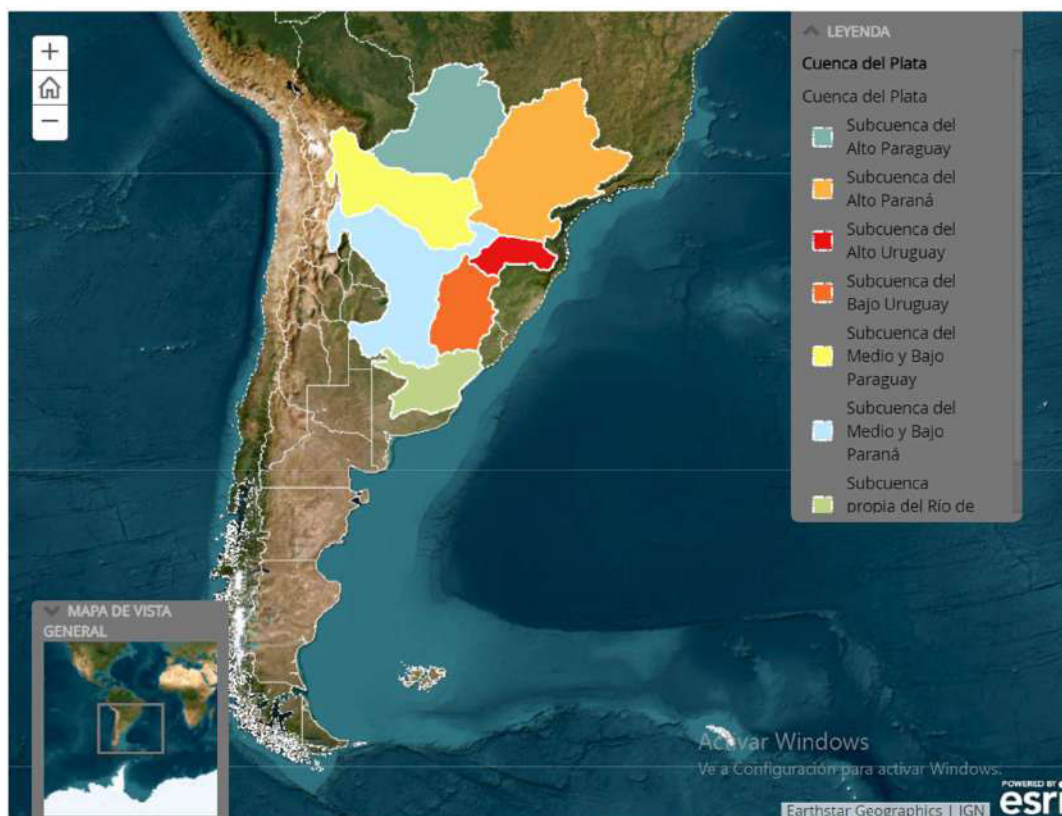 +
−
LEYENDA
Cuenca del Plata
Cuenca del Plata
Subcuenca del
Alto Paraguay
Subcuenca del
Alto Paraná
Subcuenca del
Alto Uruguay
Subcuenca del
Bajo Uruguay
Subcuenca del
Medio y Bajo
Paraguay
Subcuenca del
Medio y Bajo
Paraná
Subcuenca
propia del Río de
MAPA DE VISTA
GENERAL
Activar Windows
Ve a Configuración para activar Windows.
POWERED BY
esri
Earthstar Geographics | IGN